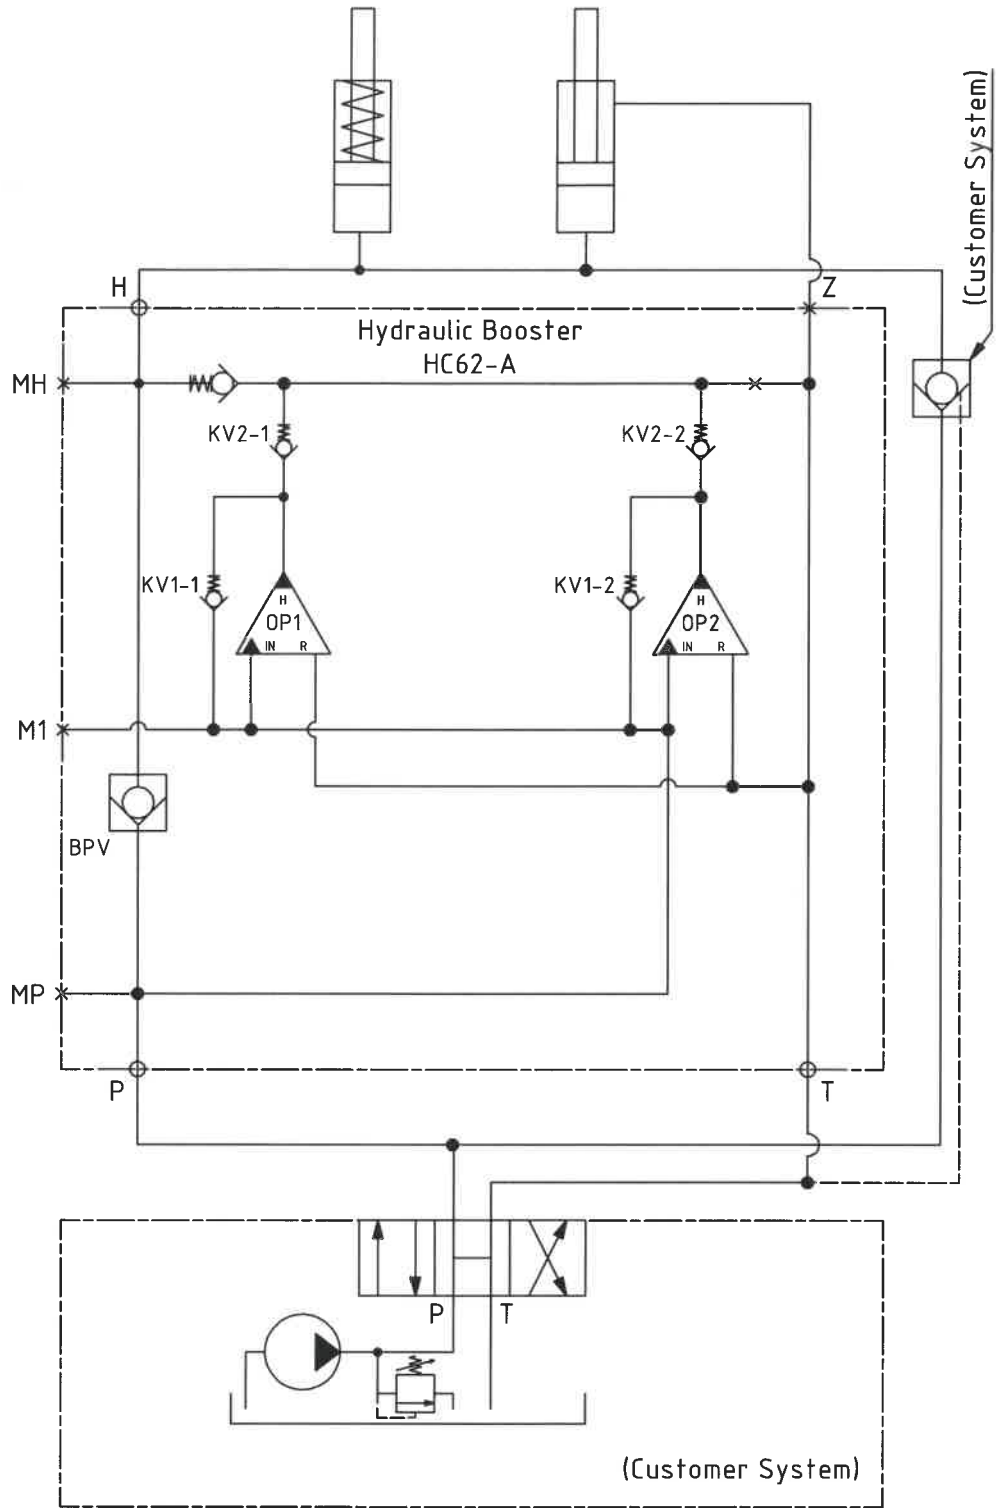 (Customer System)
H
Z
Hydraulic Booster
HC62-A
MH
KV2-1
KV2-2
KV1-1
KV1-2
H
OP1
IN R
H
OP2
IN R
M1
BPV
MP
P
T
P T
(Customer System)